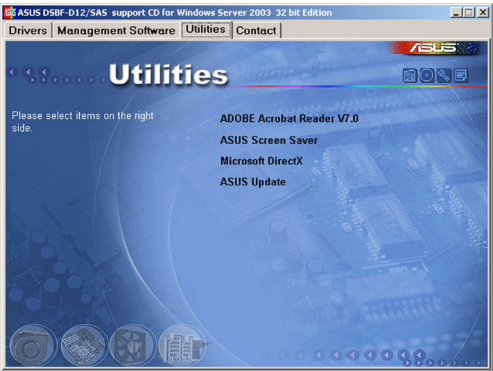 ASUS DSBF-D12/SAS support CD for Windows Server 2003 32 bit Edition
Drivers Management Software Utilities Contact
ASUS
Utilities
Please select items on the right
side.
ADOBE Acrobat Reader V7.0
ASUS Screen Saver
Microsoft DirectX
ASUS Update